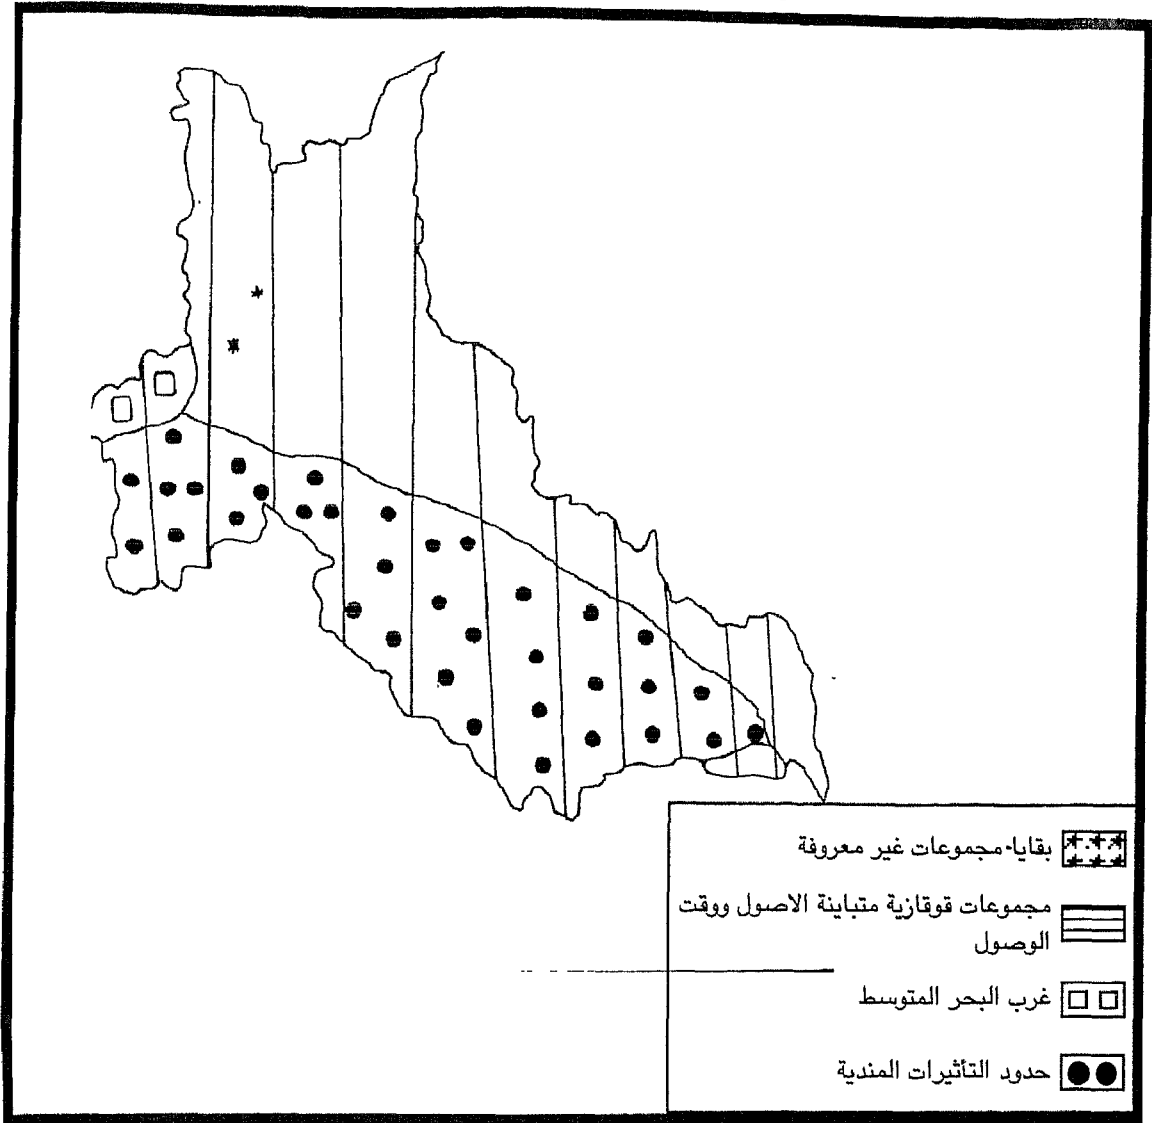 بقايا-مجموعات غير معروفة
مجموعات قوقازية متباينة الاصول ووقت
الوصول
غرب البحر المتوسط
حدود التأثيرات المندية